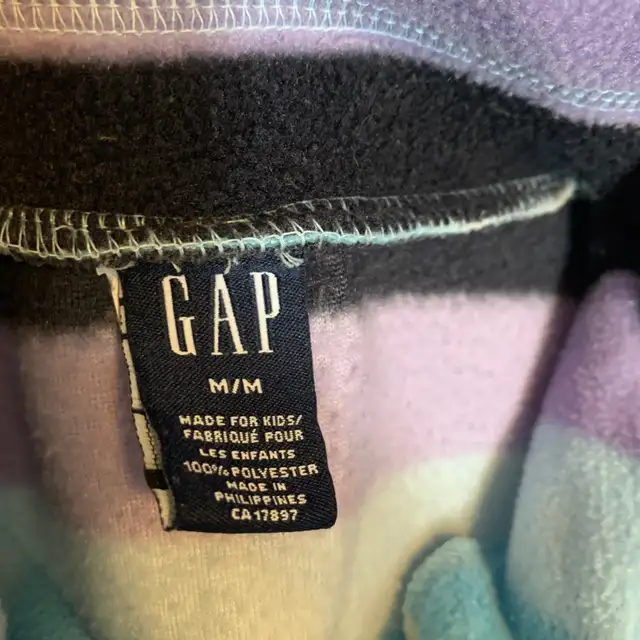 GAP
M/M
MADE FOR KIDS/
FABRIQUÉ POUR
LES ENFANTS
100% POLYESTER
MADE IN
PHILIPPINES
CA 17897